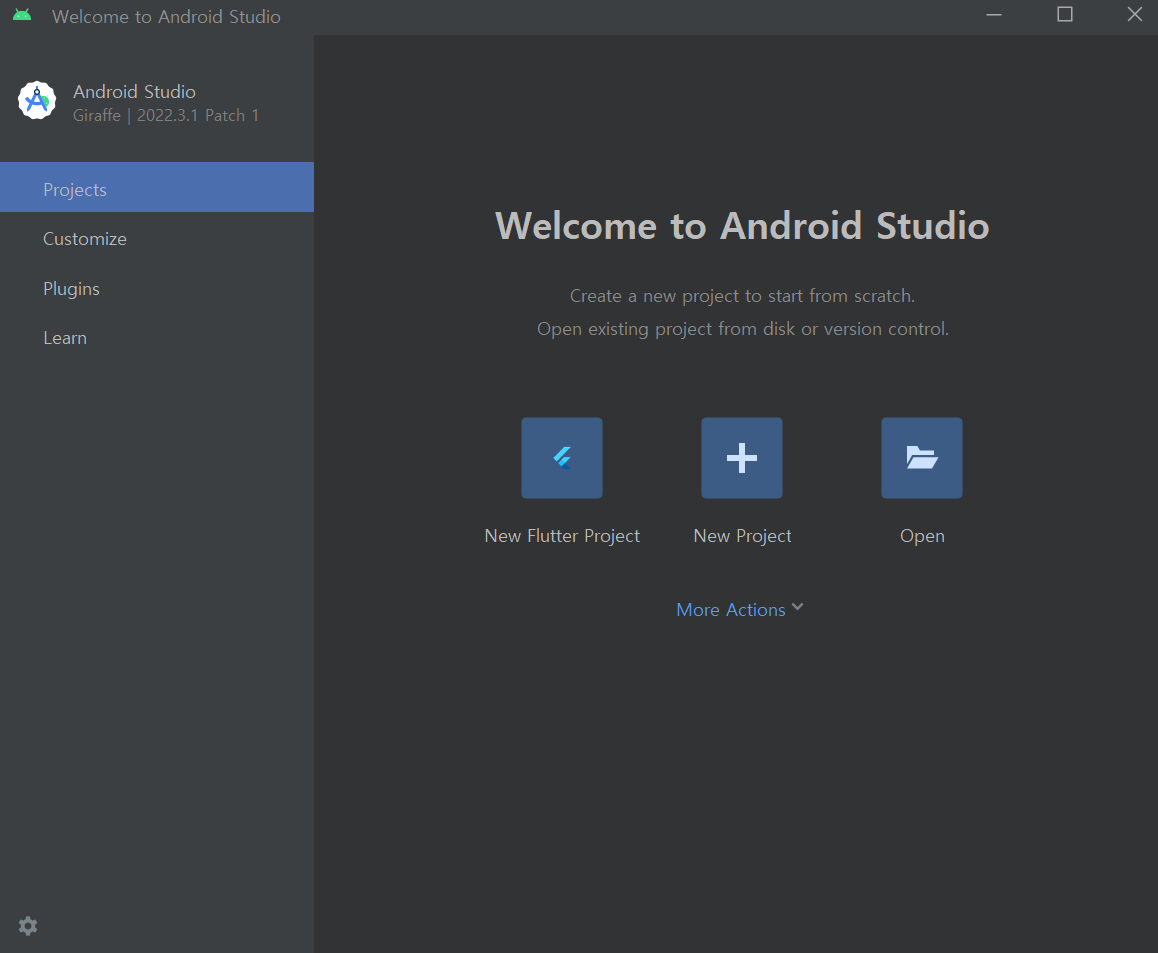 Welcome to Android Studio
Android Studio
Giraffe | 2022.3.1 Patch 1
Projects
Customize
Plugins
Learn
Welcome to Android Studio
Create a new project to start from scratch.
Open existing project from disk or version control.
New Flutter Project
New Project
Open
More Actions